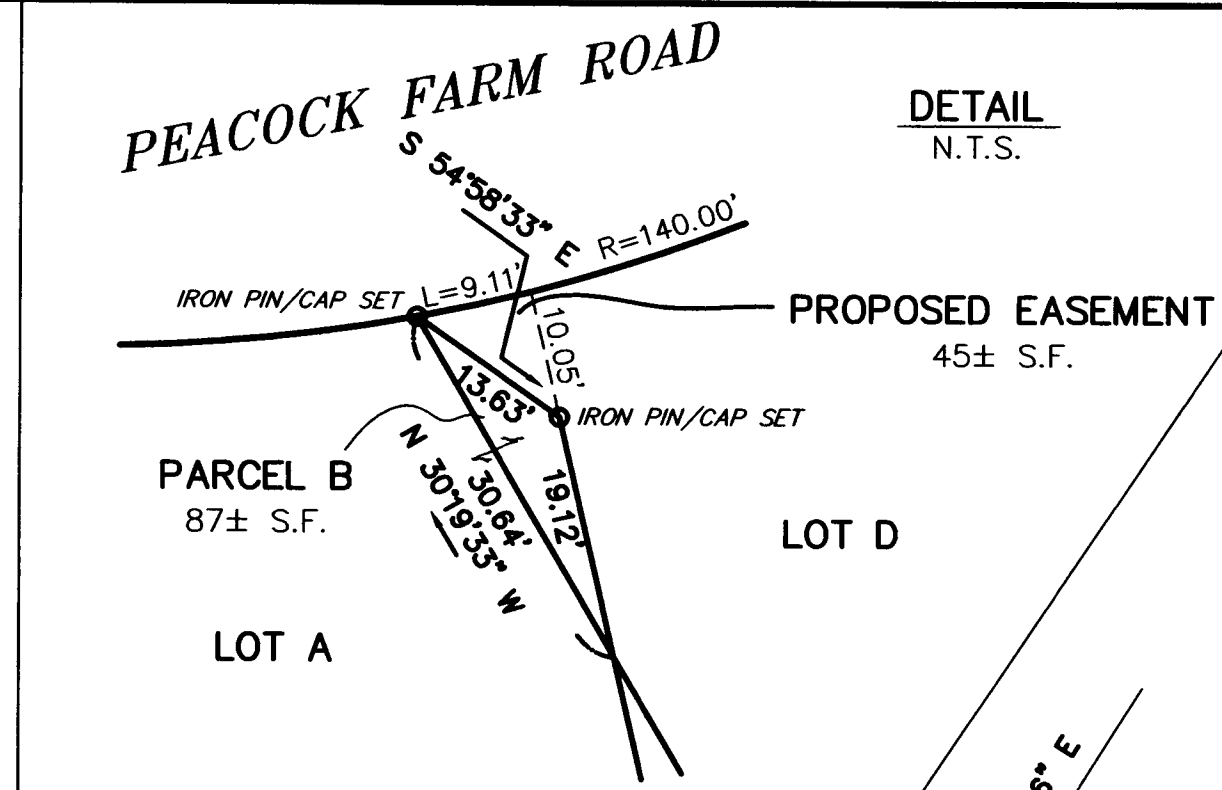 PEACOCK FARM ROAD
DETAIL
N.T.S.
S 54°58'33" E
R=140.00'
L=9.11'
IRON PIN/CAP SET
PROPOSED EASEMENT
45± S.F.
10.05'
13.63'
IRON PIN/CAP SET
PARCEL B
87± S.F.
30.64'
N 30°19'33" W
19.12'
LOT D
LOT A
6" E